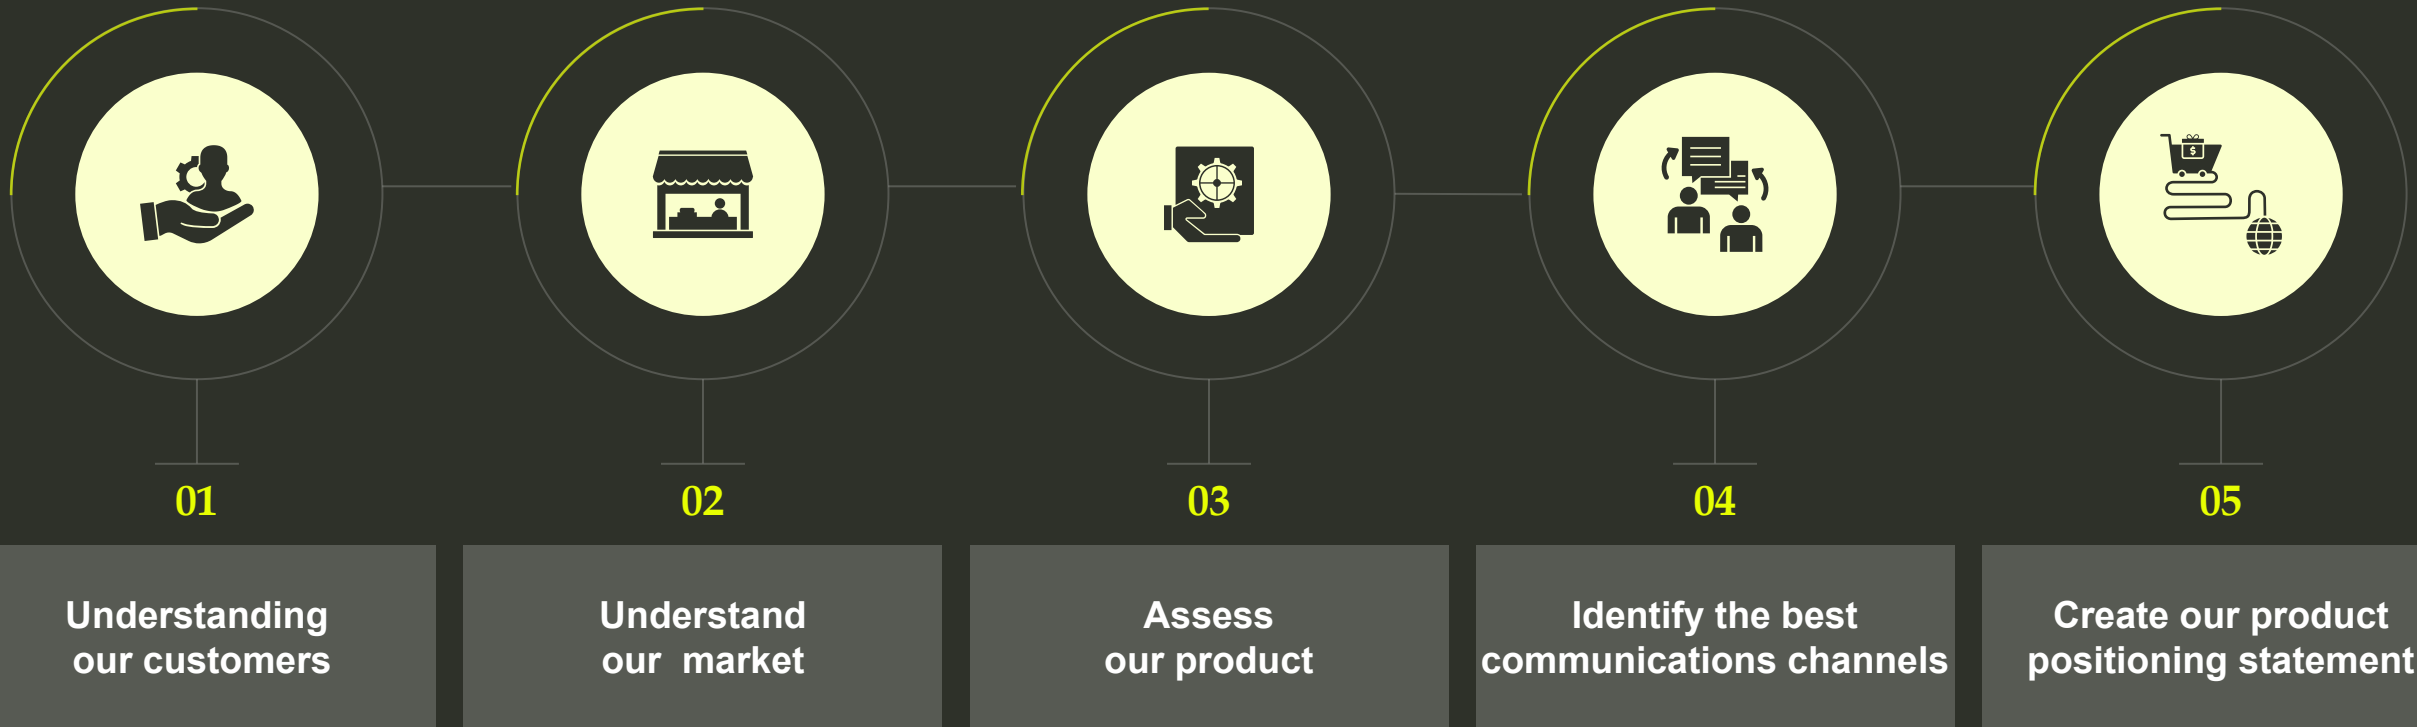 $
01
02
03
04
05
Understanding
our customers
Understand
our  market
Assess
our product
Identify the best
communications channels
Create our product
positioning statement